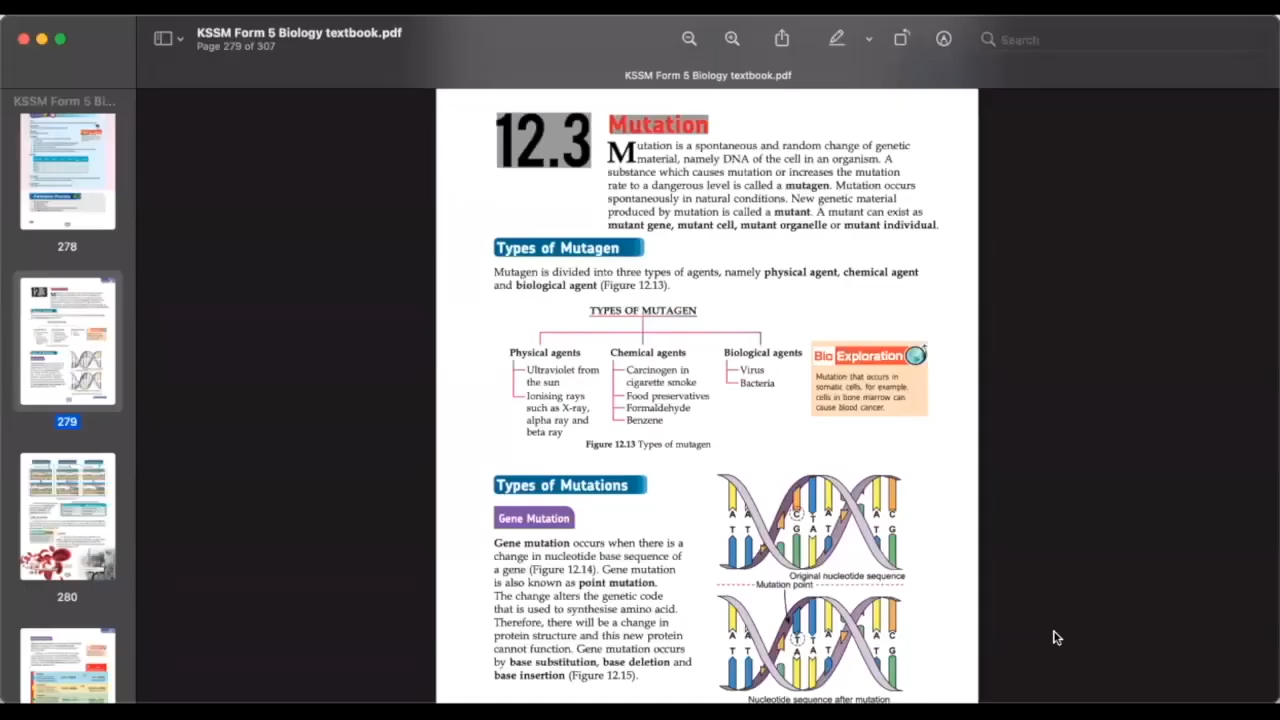 KSSM Form 5 Biology textbook.pdf
Page 279 of 307
Search
KSSM Form 5 Biology textbook.pdf
KSSM Form 5 Bi...
278
279
280
12.3 Mutation
Mutation is a spontaneous and random change of genetic
material, namely DNA of the cell in an organism. A
substance which causes mutation or increases the mutation
rate to a dangerous level is called a mutagen. Mutation occurs
spontaneously in natural conditions. New genetic material
produced by mutation is called a mutant. A mutant can exist as
mutant gene, mutant cell, mutant organelle or mutant individual.
Types of Mutagen
Mutagen is divided into three types of agents, namely physical agent, chemical agent
and biological agent (Figure 12.13).
TYPES OF MUTAGEN
Physical agents
Ultraviolet from
the sun
Ionising rays
such as X-ray,
alpha ray and
beta ray
Chemical agents
Carcinogen in
cigarette smoke
Food preservatives
Formaldehyde
Benzene
Biological agents
Virus
Bacteria
Figure 12.13 Types of mutagen
Bio Exploration
Mutation that occurs in
somatic cells, for example,
cells in bone marrow can
cause blood cancer.
Types of Mutations
Gene Mutation
Gene mutation occurs when there is a
change in nucleotide base sequence of
a gene (Figure 12.14). Gene mutation
is also known as point mutation.
The change alters the genetic code
that is used to synthesise amino acid.
Therefore, there will be a change in
protein structure and this new protein
cannot function. Gene mutation occurs
by base substitution, base deletion and
base insertion (Figure 12.15).
A A C T A A C
T T G A T T G
Original nucleotide sequence
Mutation point
A A T T A A C
T T A A T T G
Nucleotide sequence after mutation